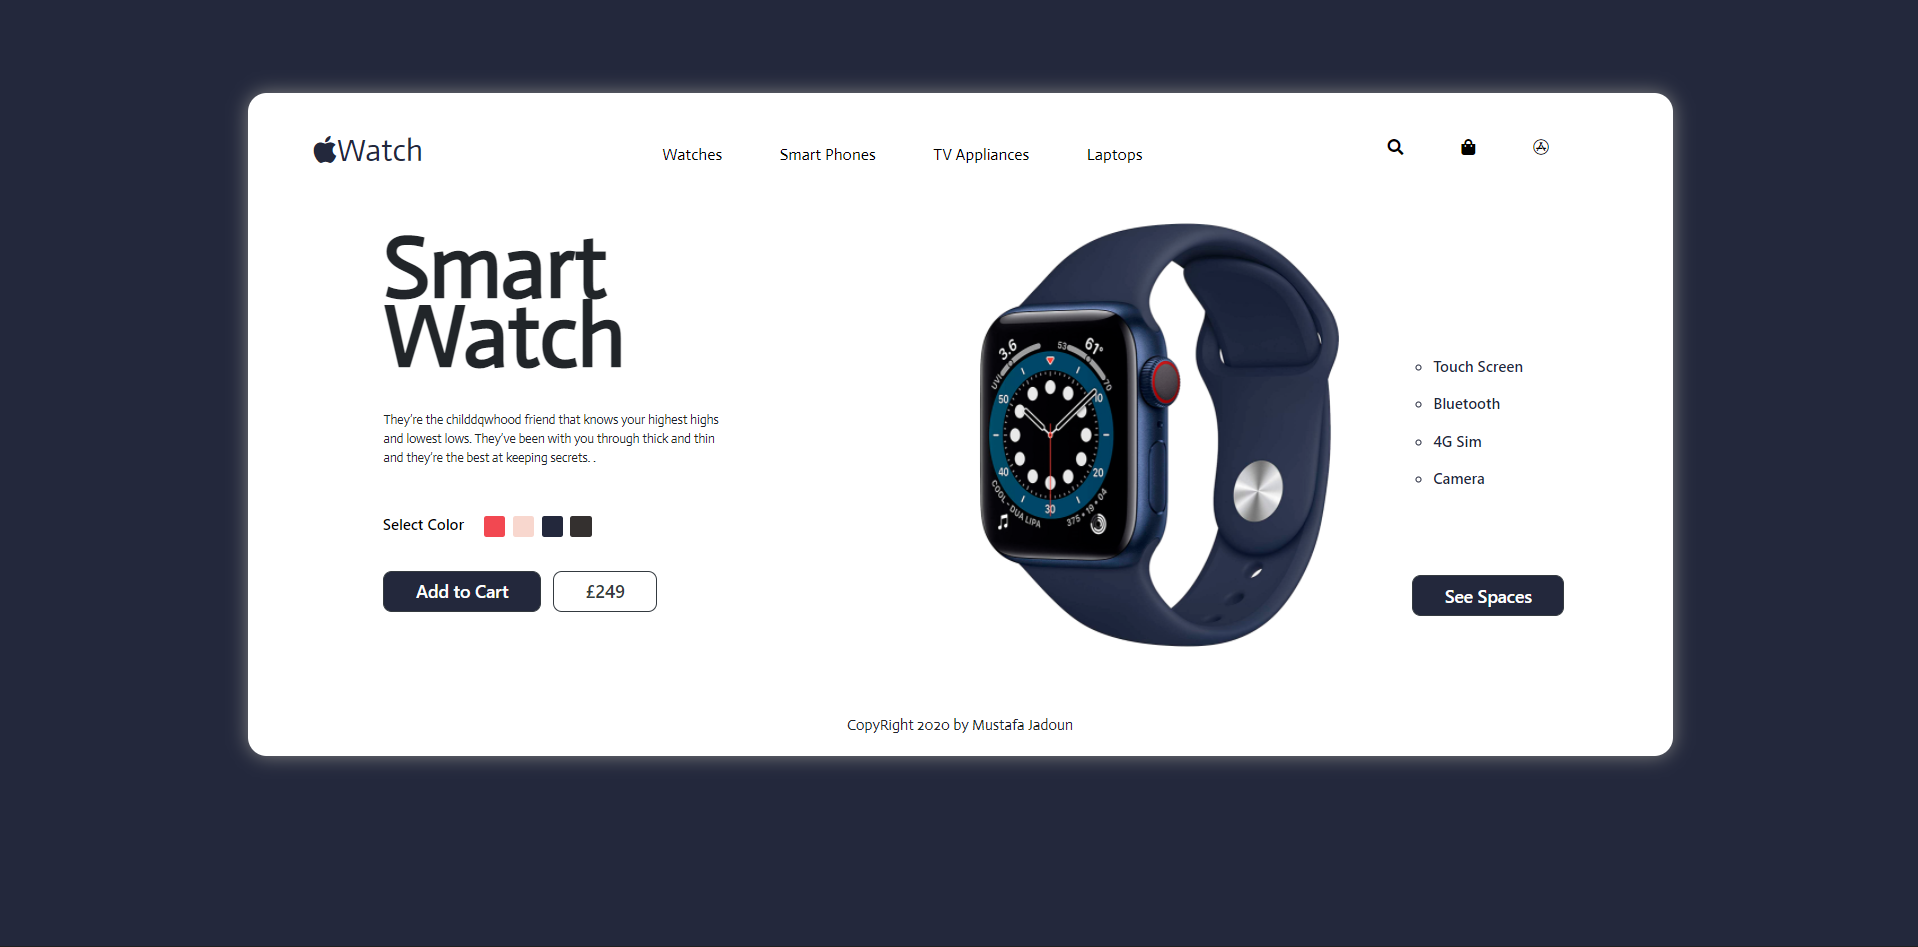 Watch
Watches Smart Phones TV Appliances Laptops
Smart
Watch
They're the childdqwhood friend that knows your highest highs
and lowest lows. They've been with you through thick and thin
and they're the best at keeping secrets. .
Select Color
Add to Cart £249
3.6 53 61°
UVI 70
50 10
40 20
30
COOL - DUA LIPA 375 • 19 • 04
Touch Screen
Bluetooth
4G Sim
Camera
See Spaces
CopyRight 2020 by Mustafa Jadoun